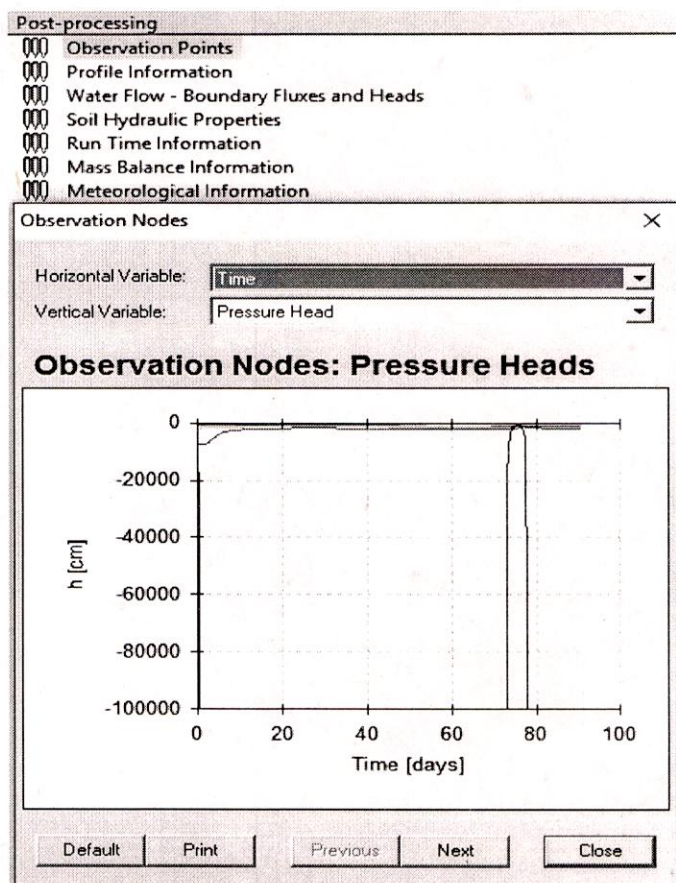 Post-processing
Observation Points
Profile Information
Water Flow - Boundary Fluxes and Heads
Soil Hydraulic Properties
Run Time Information
Mass Balance Information
Meteorological Information
Observation Nodes
Horizontal Variable: Time
Vertical Variable: Pressure Head
Observation Nodes: Pressure Heads
0
-20000
-40000
-60000
-80000
-100000
h [cm]
0 20 40 60 80 100
Time [days]
Default Print Previous Next Close